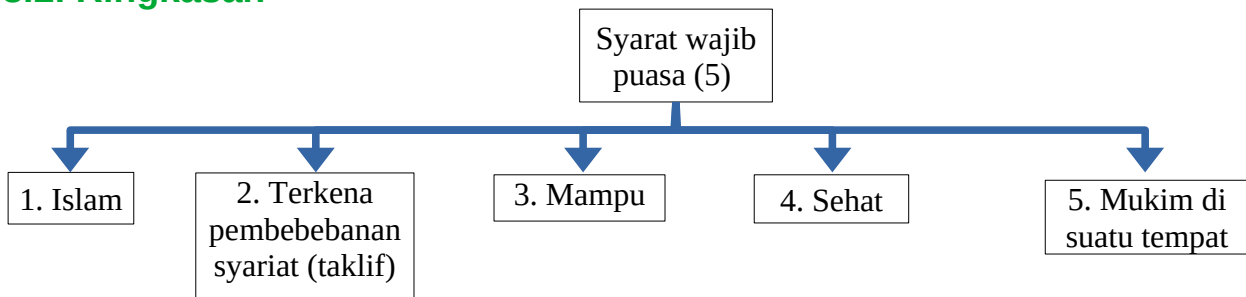 Syarat wajib
puasa (5)
1. Islam
2. Terkena
pembebebanan
syariat (taklif)
3. Mampu
4. Sehat
5. Mukim di
suatu tempat